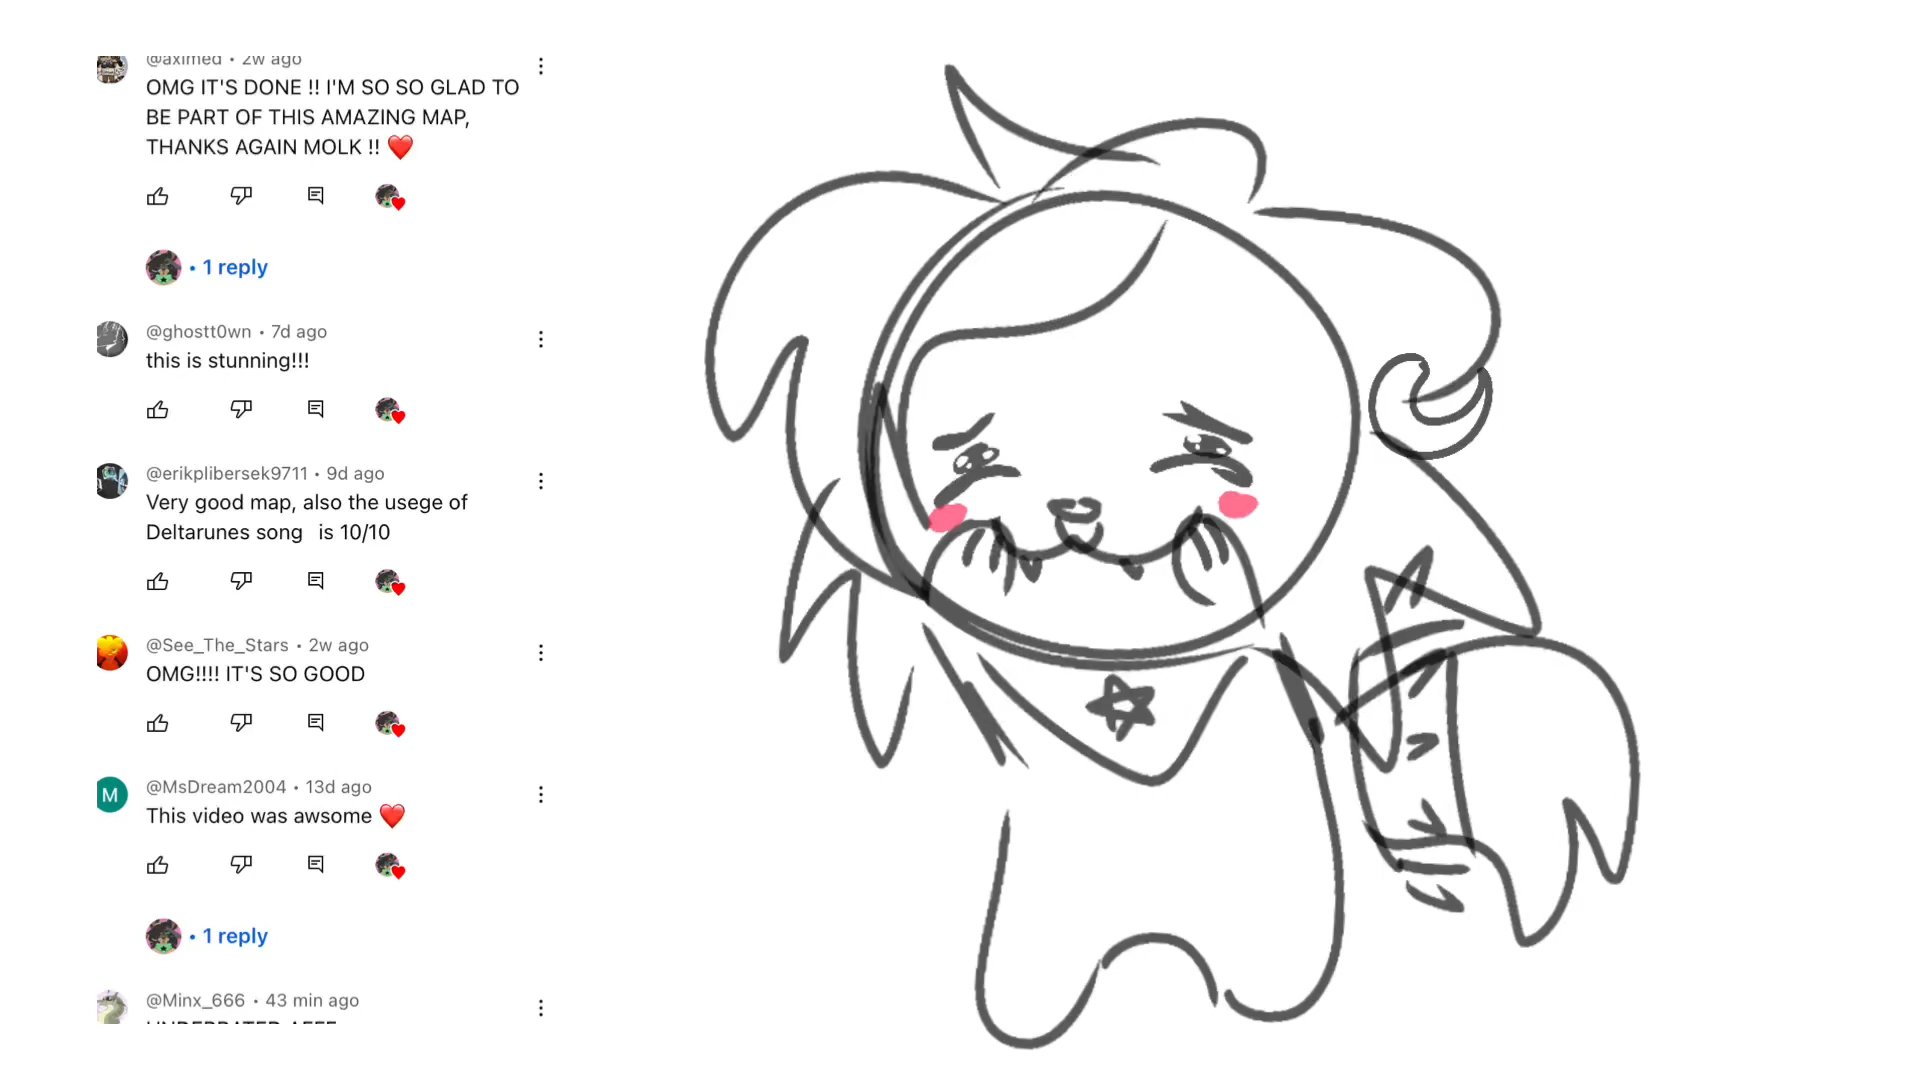 @aximed • 2w ago
OMG IT'S DONE !! I'M SO SO GLAD TO
BE PART OF THIS AMAZING MAP,
THANKS AGAIN MOLK !! ❤️
• 1 reply
@ghostt0wn • 7d ago
this is stunning!!!
@erikplibersek9711 • 9d ago
Very good map, also the usege of
Deltarunes song is 10/10
@See_The_Stars • 2w ago
OMG!!!! IT'S SO GOOD
M
@MsDream2004 • 13d ago
This video was awsome ❤️
• 1 reply
@Minx_666 • 43 min ago